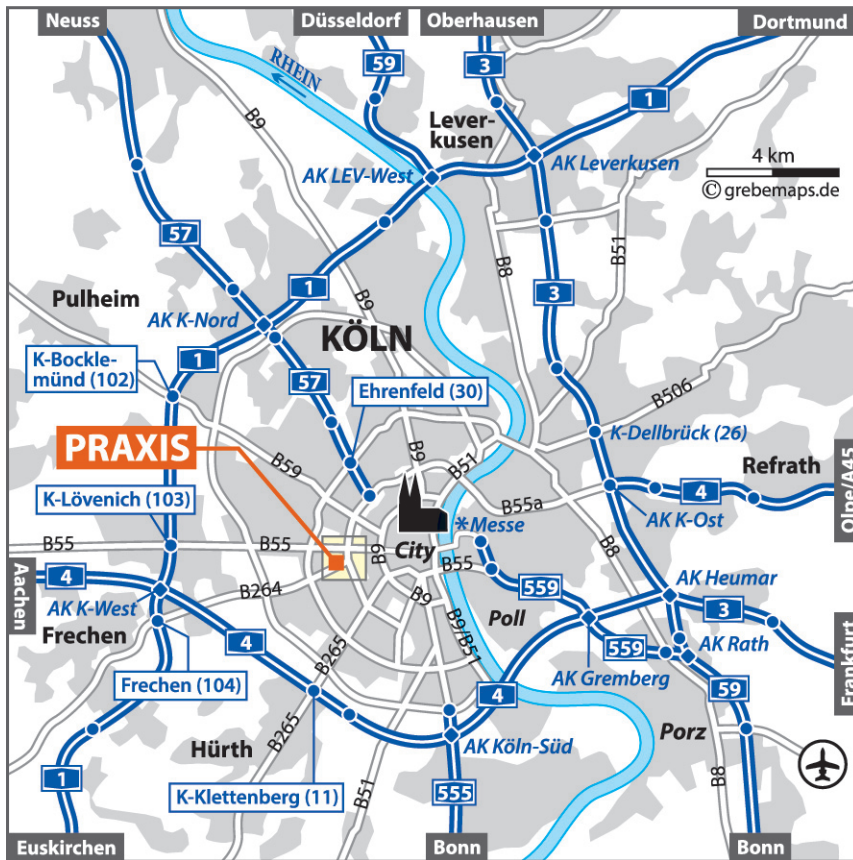 Neuss
Düsseldorf
Oberhausen
Dortmund
59
3
1
RHEIN
B9
Lever-
kusen
AK LEV-West
AK Leverkusen
4 km
© grebemaps.de
57
B8
B51
3
1
B9
Pulheim
AK K-Nord
KÖLN
1
K-Bockle-
münd (102)
57
Ehrenfeld (30)
B506
K-Dellbrück (26)
PRAXIS
B59
B9
B51
Refrath
4
Olpe/A45
K-Lövenich (103)
B55a
AK K-Ost
*Messe
B55
B55
B9
City
B55
B8
Aachen
4
AK K-West
B264
B9
559
AK Heumar
3
Frechen
B9/B51
Poll
AK Rath
Frankfurt
4
B265
559
Frechen (104)
4
AK Gremberg
59
Hürth
B265
AK Köln-Süd
Porz
1
K-Klettenberg (11)
B51
555
B8
Euskirchen
Bonn
Bonn